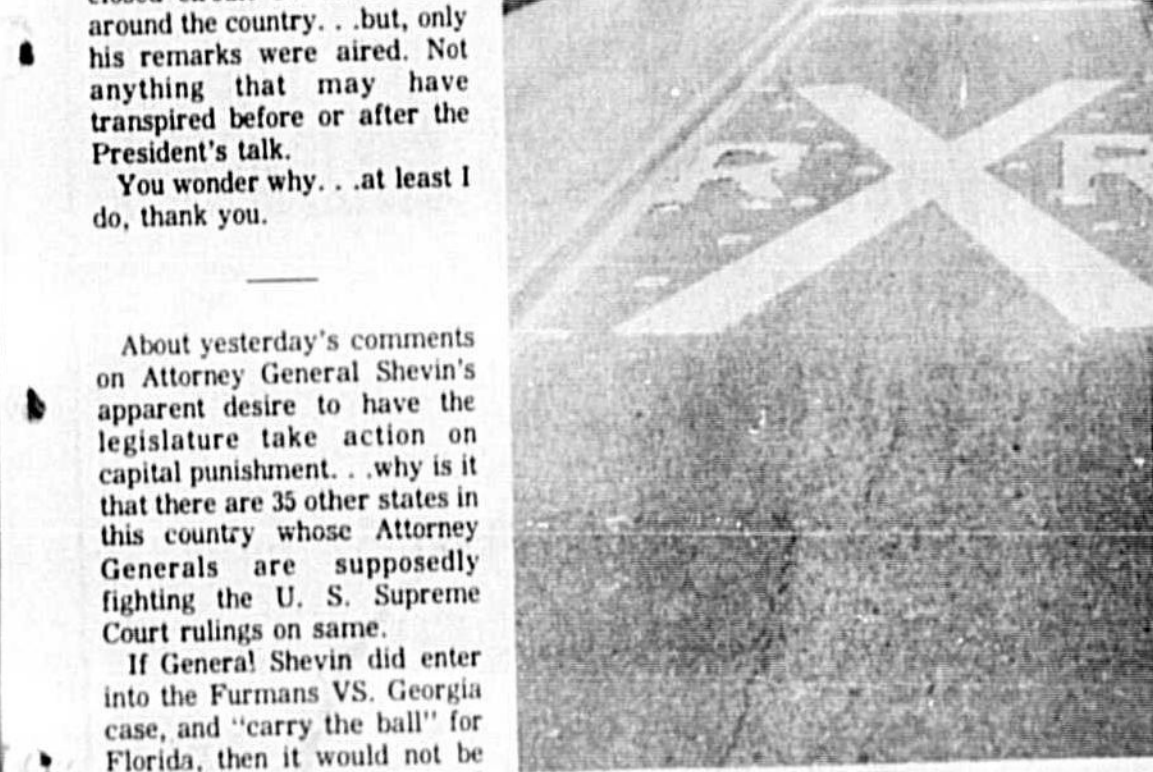 around the country. . .but, only
his remarks were aired. Not
anything that may have
transpired before or after the
President's talk.
You wonder why. . .at least I
do, thank you.
About yesterday's comments
on Attorney General Shevin's
apparent desire to have the
legislature take action on
capital punishment. . .why is it
that there are 35 other states in
this country whose Attorney
Generals are supposedly
fighting the U. S. Supreme
Court rulings on same.
If General Shevin did enter
into the Furmans VS. Georgia
case, and "carry the ball" for
Florida, then it would not be
R X R